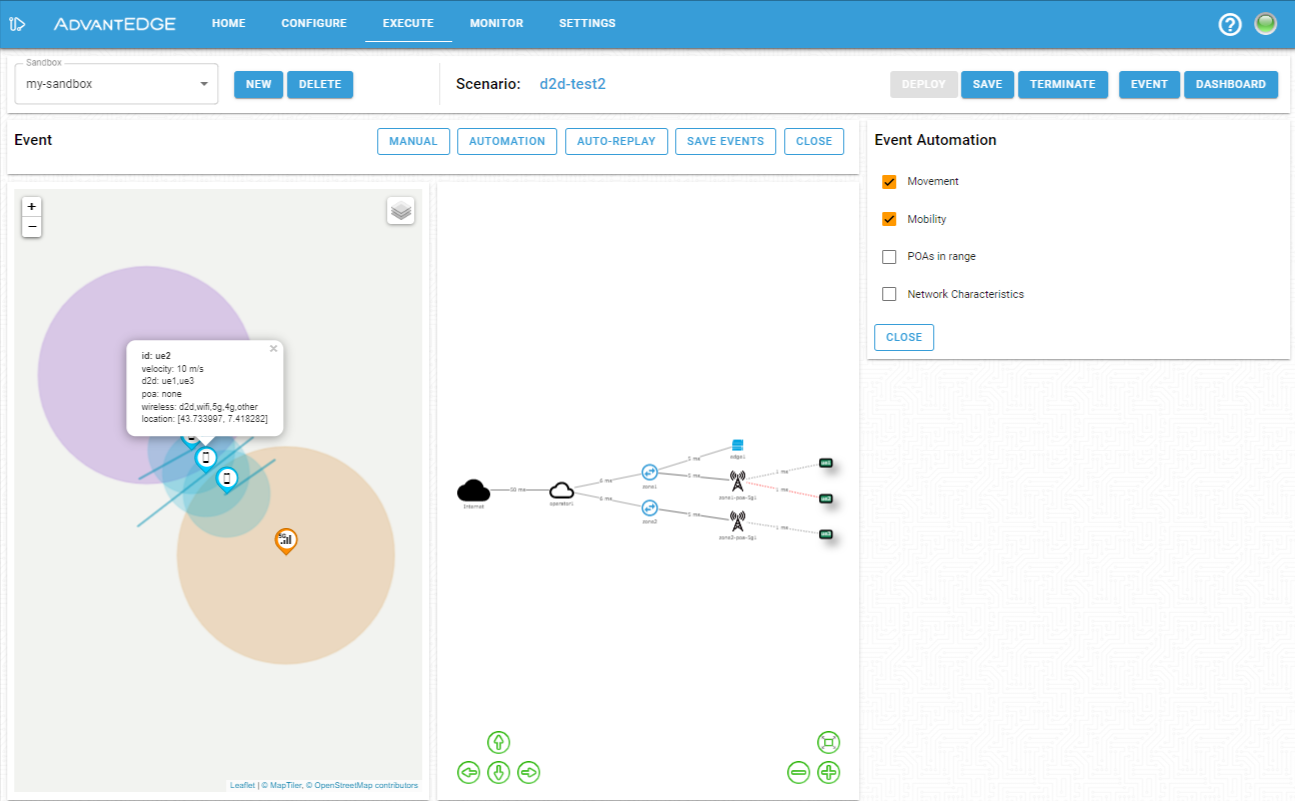 AdvantEDGE
HOME
CONFIGURE
EXECUTE
MONITOR
SETTINGS
Sandbox
my-sandbox
NEW
DELETE
Scenario:
d2d-test2
DEPLOY
SAVE
TERMINATE
EVENT
DASHBOARD
Event
MANUAL
AUTOMATION
AUTO-REPLAY
SAVE EVENTS
CLOSE
Event Automation
Movement
Mobility
POAs in range
Network Characteristics
CLOSE
+
−
×
id: ue2
velocity: 10 m/s
d2d: ue1,ue3
poa: none
wireless: d2d,wifi,5g,4g,other
location: [43.733997, 7.418282]
5G
Leaflet | © MapTiler, © OpenStreetMap contributors
Internet
50 ms
operator1
6 ms
6 ms
zone1
zone2
5 ms
5 ms
5 ms
edge1
zone1-poa-5g1
zone2-poa-5g1
1 ms
1 ms
1 ms
ue1
ue2
ue3